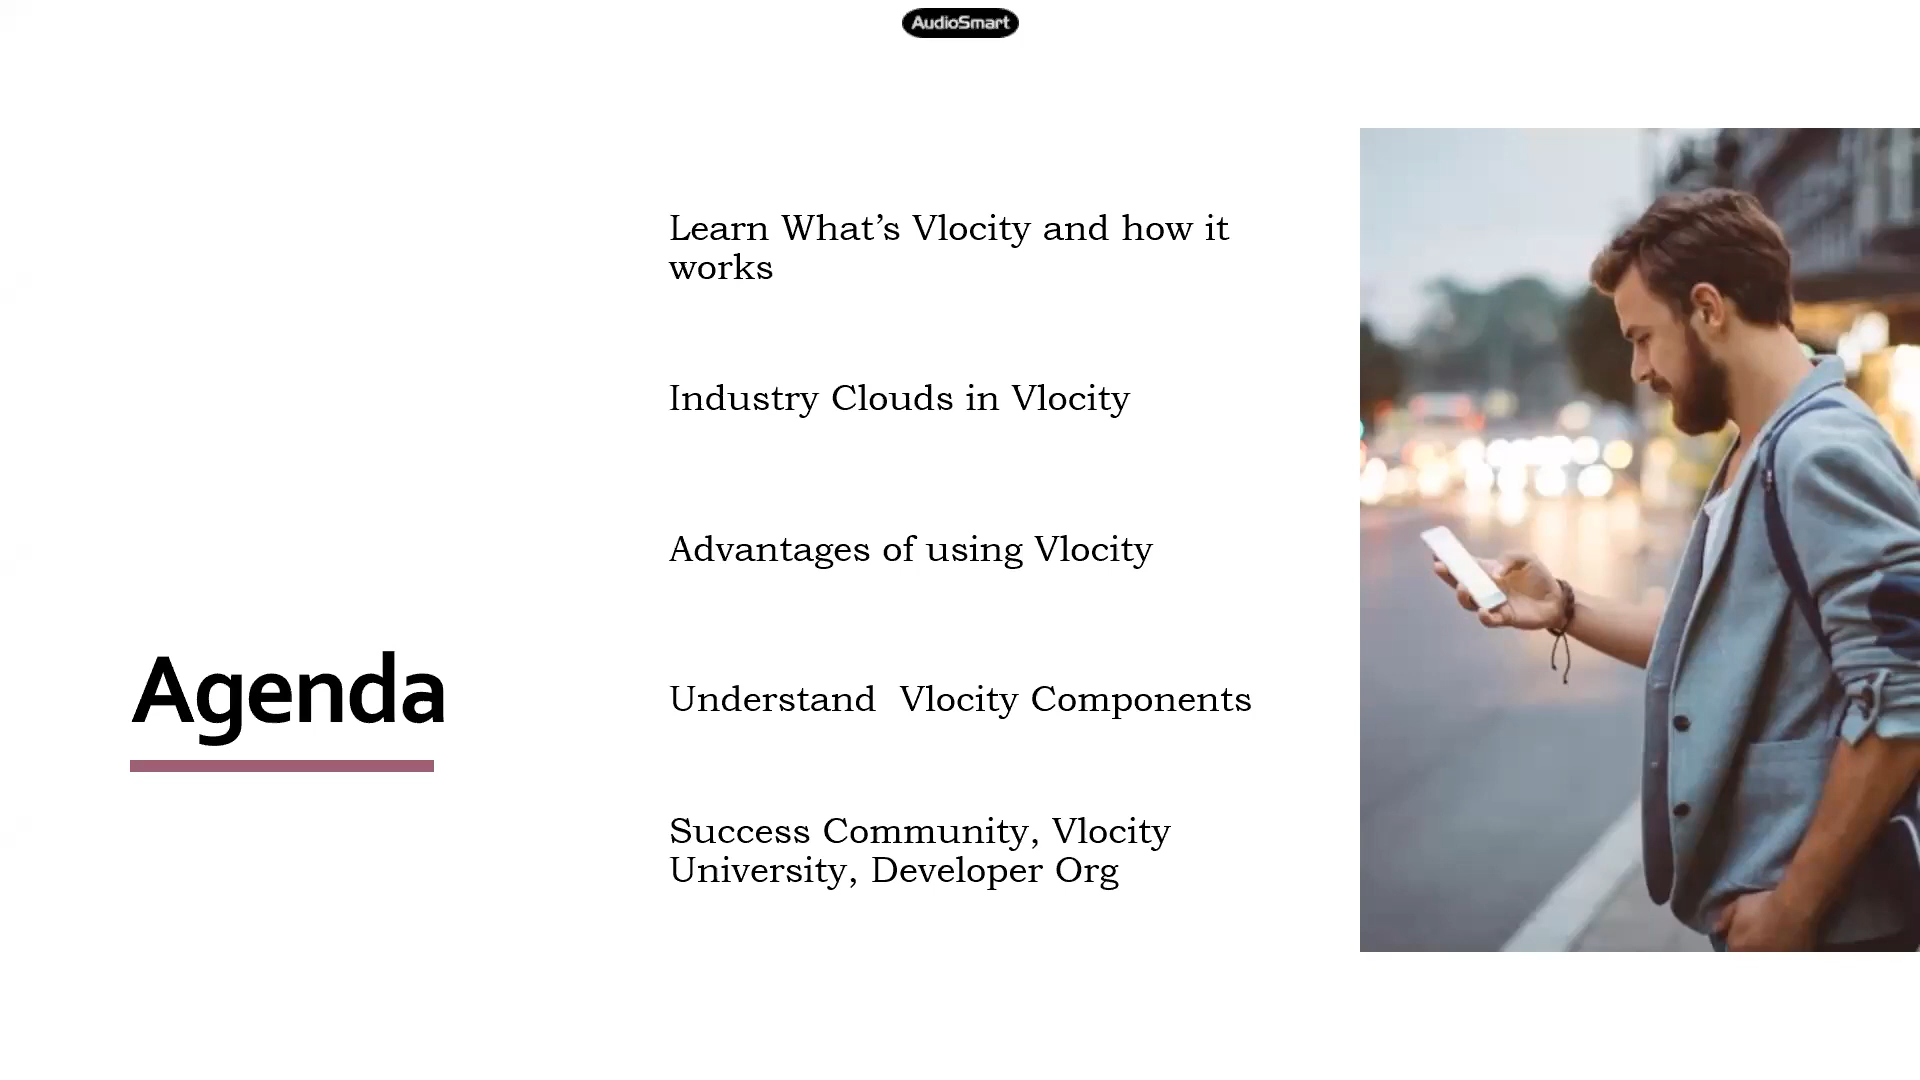 AudioSmart
Learn What’s Vlocity and how it
works
Industry Clouds in Vlocity
Advantages of using Vlocity
Agenda
Understand  Vlocity Components
Success Community, Vlocity
University, Developer Org